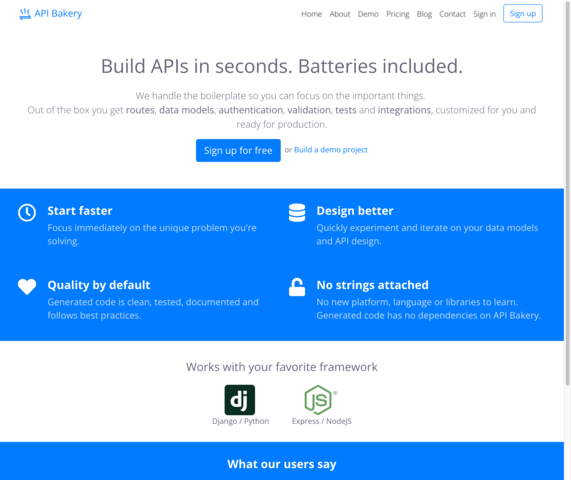 API Bakery
Home About Demo Pricing Blog Contact Sign in Sign up
Build APIs in seconds. Batteries included.
We handle the boilerplate so you can focus on the important things.
Out of the box you get routes, data models, authentication, validation, tests and integrations, customized for you and
ready for production.
Sign up for free or Build a demo project
Start faster
Focus immediately on the unique problem you're
solving.
Design better
Quickly experiment and iterate on your data models
and API design.
Quality by default
Generated code is clean, tested, documented and
follows best practices.
No strings attached
No new platform, language or libraries to learn.
Generated code has no dependencies on API Bakery.
Works with your favorite framework
dj
Django / Python
JS
Express / NodeJS
What our users say